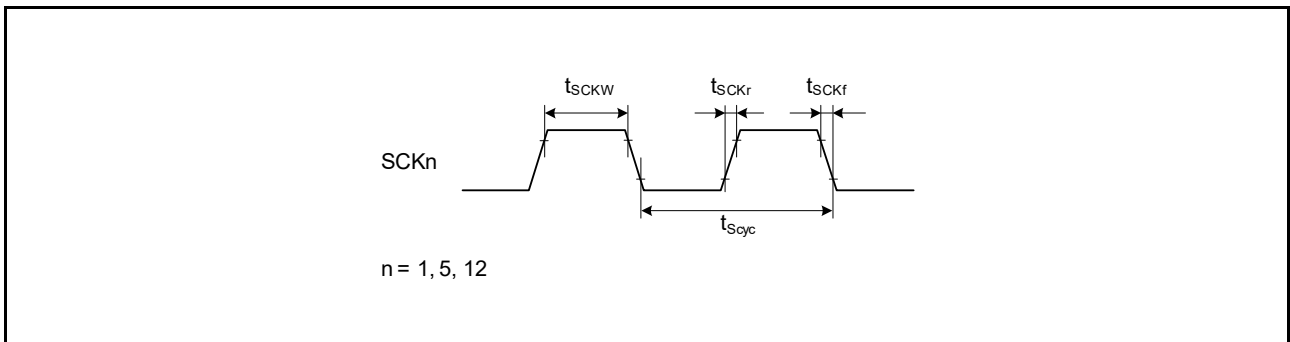 tSCKW tSCKr tSCKf
SCKn
tScyc
n = 1, 5, 12